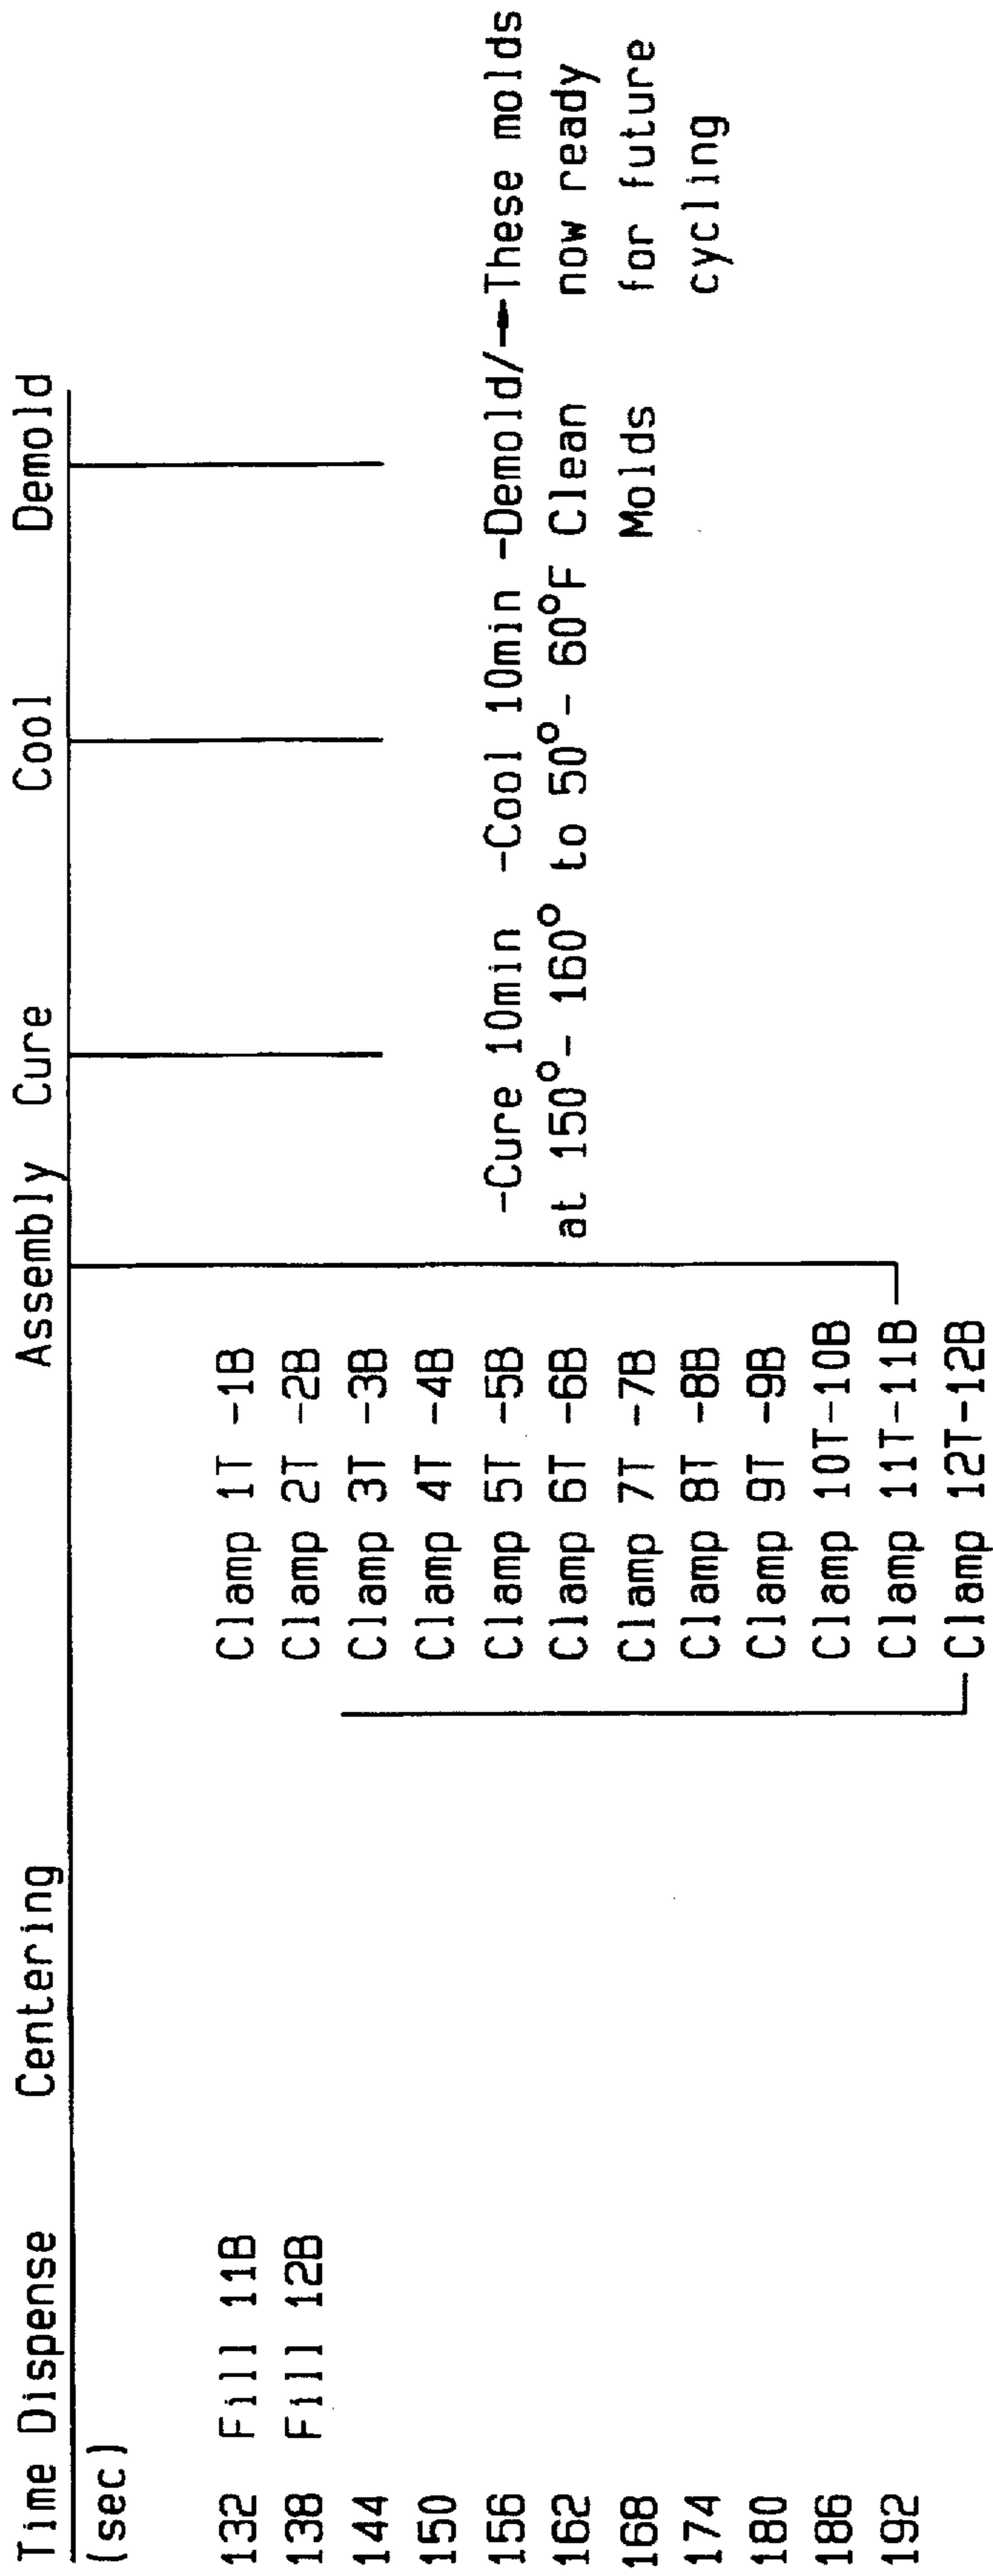 Time Dispense Centering Assembly Cure Cool Demold
(sec)
132 Fill 11B Clamp 1T -1B
138 Fill 12B Clamp 2T -2B
144 Clamp 3T -3B
150 Clamp 4T -4B
156 Clamp 5T -5B -Cure 10min -Cool 10min -Demold/→These molds
162 Clamp 6T -6B at 150°- 160° to 50°- 60°F Clean now ready
168 Clamp 7T -7B Molds for future
174 Clamp 8T -8B cycling
180 Clamp 9T -9B
186 Clamp 10T-10B
192 Clamp 11T-11B
Clamp 12T-12B